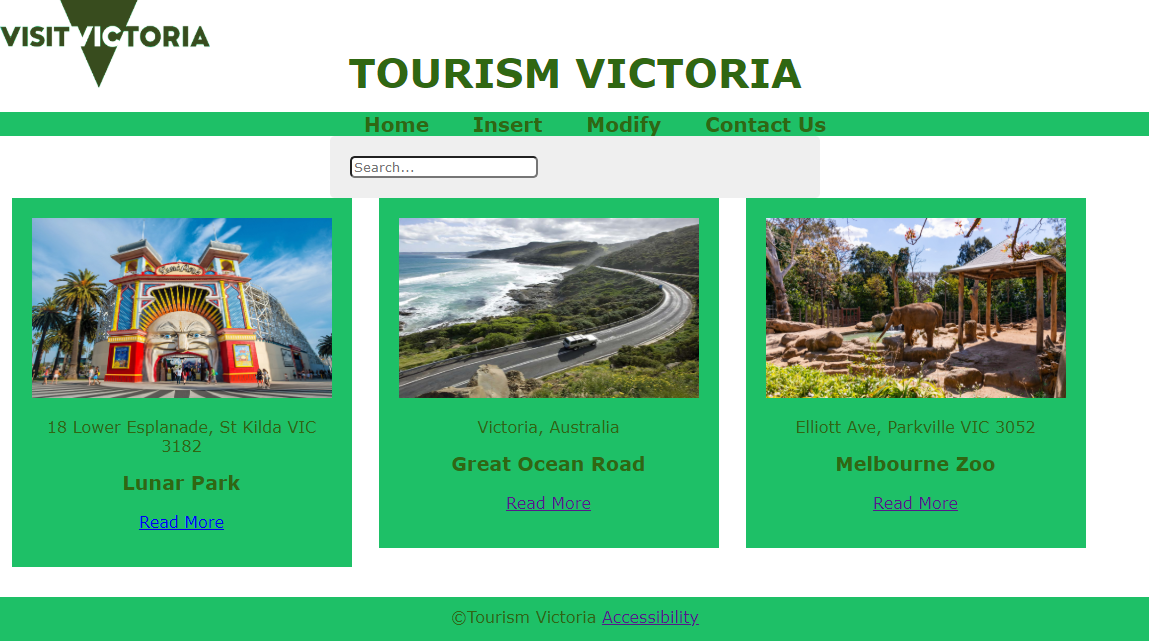 VISIT VICTORIA
TOURISM VICTORIA
Home Insert Modify Contact Us
Search...
Luna Park
18 Lower Esplanade, St Kilda VIC
3182
Lunar Park
Read More
Victoria, Australia
Great Ocean Road
Read More
Elliott Ave, Parkville VIC 3052
Melbourne Zoo
Read More
©Tourism Victoria Accessibility